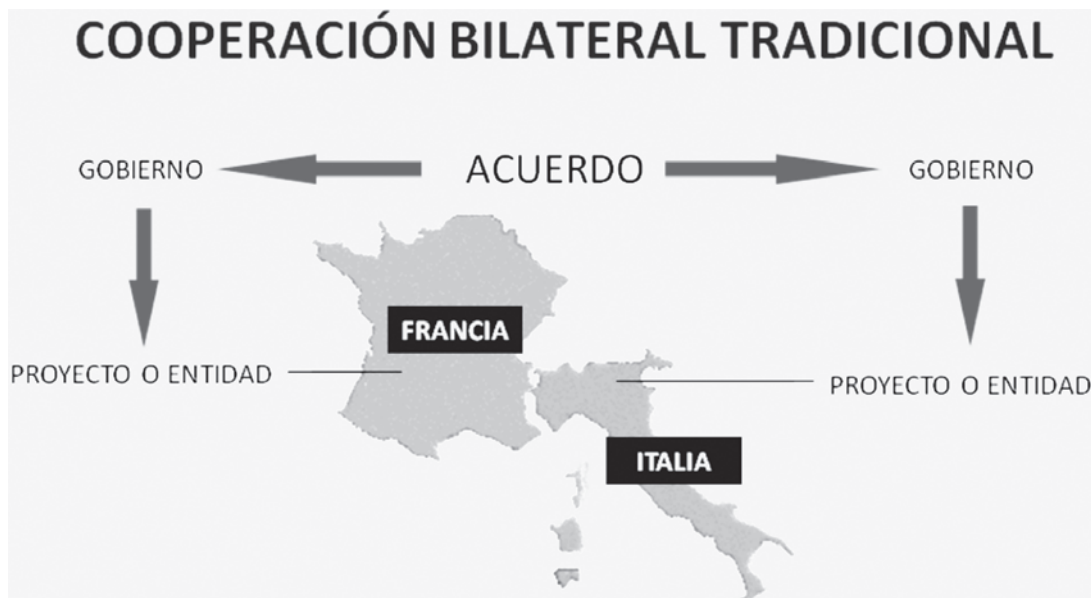 COOPERACIÓN BILATERAL TRADICIONAL
GOBIERNO
ACUERDO
GOBIERNO
FRANCIA
PROYECTO O ENTIDAD
PROYECTO O ENTIDAD
ITALIA